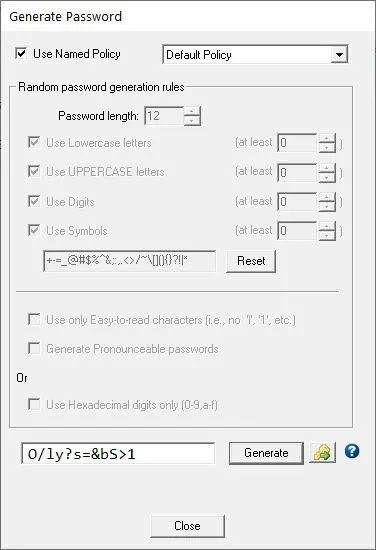 Generate Password
Use Named Policy Default Policy
Random password generation rules
Password length: 12
Use Lowercase letters (at least 0 )
Use UPPERCASE letters (at least 0 )
Use Digits (at least 0 )
Use Symbols (at least 0 )
+-=_@#$%^&;:,.<>/~\[](){}?!|* Reset
Use only Easy-to-read characters (i.e., no 'l', '1', etc.)
Generate Pronounceable passwords
Or
Use Hexadecimal digits only (0-9,a-f)
O/ly?s=&bS>1 Generate ?
Close